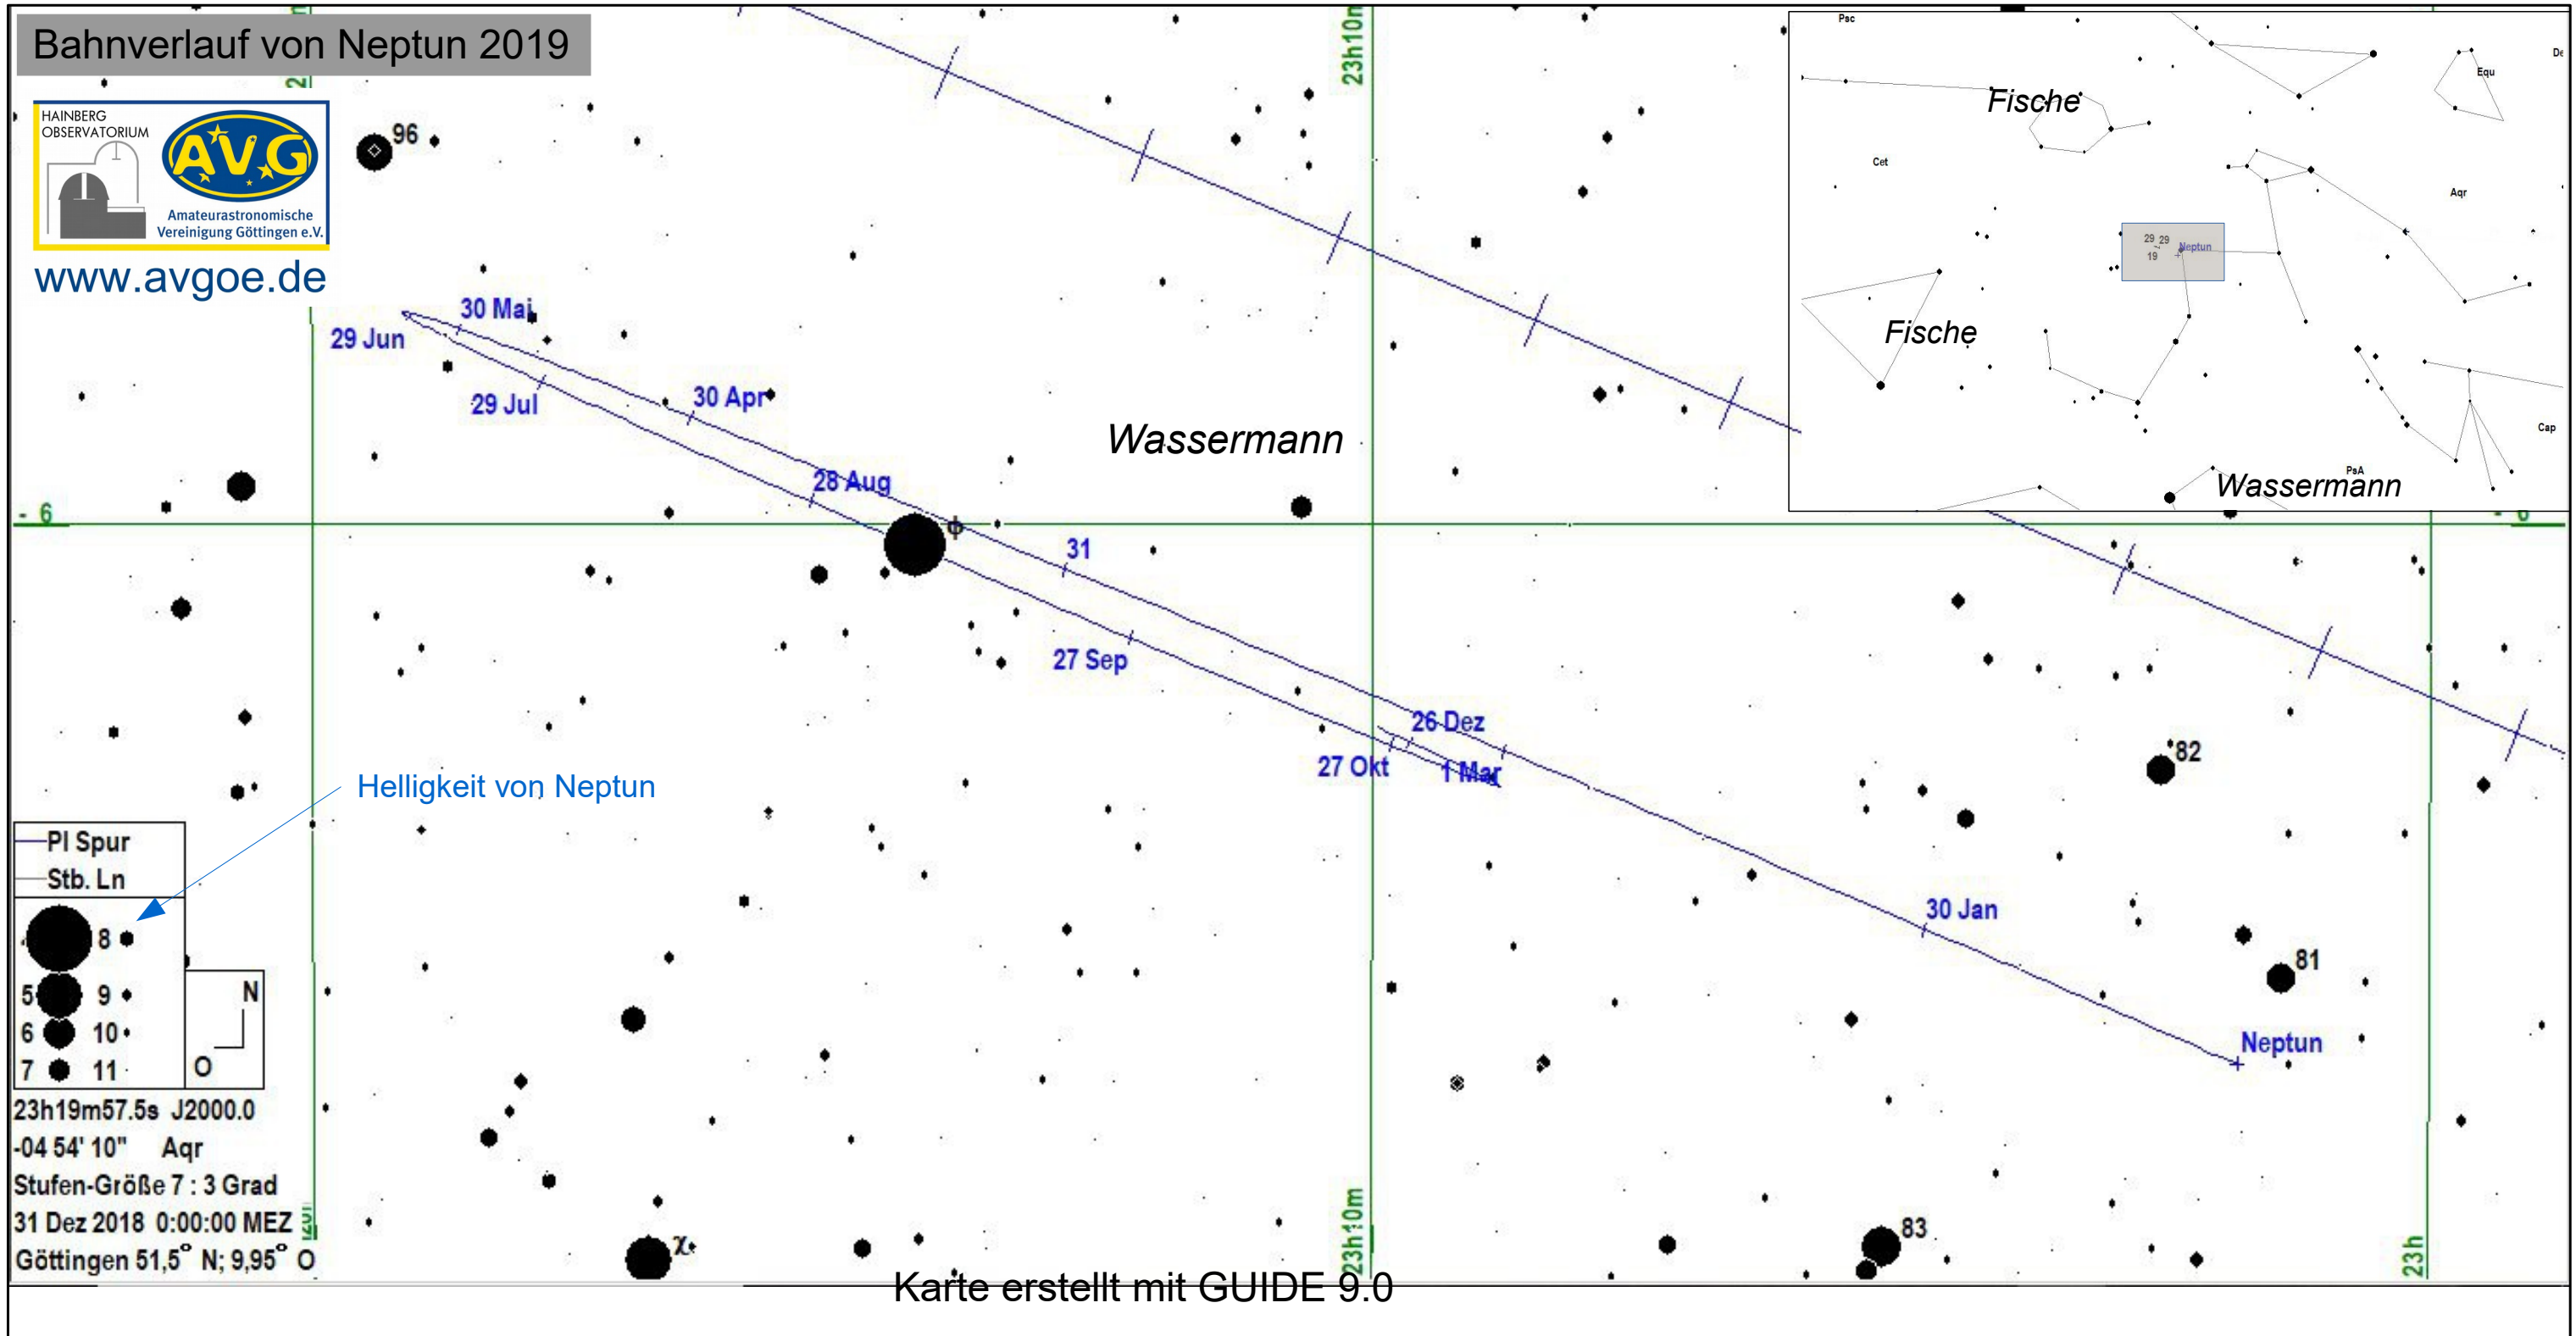 Bahnverlauf von Neptun 2019
HAINBERG
OBSERVATORIUM
AVG
Amateurastronomische
Vereinigung Göttingen e.V.
www.avgoe.de
96
23h10m
Psc
Fische
Equ
Cet
Aqr
29 29
Neptun
19
Fische
Cap
PsA
Wassermann
30 Mai
29 Jun
29 Jul
30 Apr
Wassermann
28 Aug
- 6
- 6
φ
31
27 Sep
26 Dez
27 Okt
1 Mar
82
Helligkeit von Neptun
Pl Spur
Stb. Ln
30 Jan
81
8
5 9
6 10
7 11
N
O
Neptun
23h19m57.5s J2000.0
-04 54' 10" Aqr
Stufen-Größe 7 : 3 Grad
31 Dez 2018 0:00:00 MEZ
Göttingen 51,5° N; 9,95° O
χ
23h10m
83
23h
Karte erstellt mit GUIDE 9.0